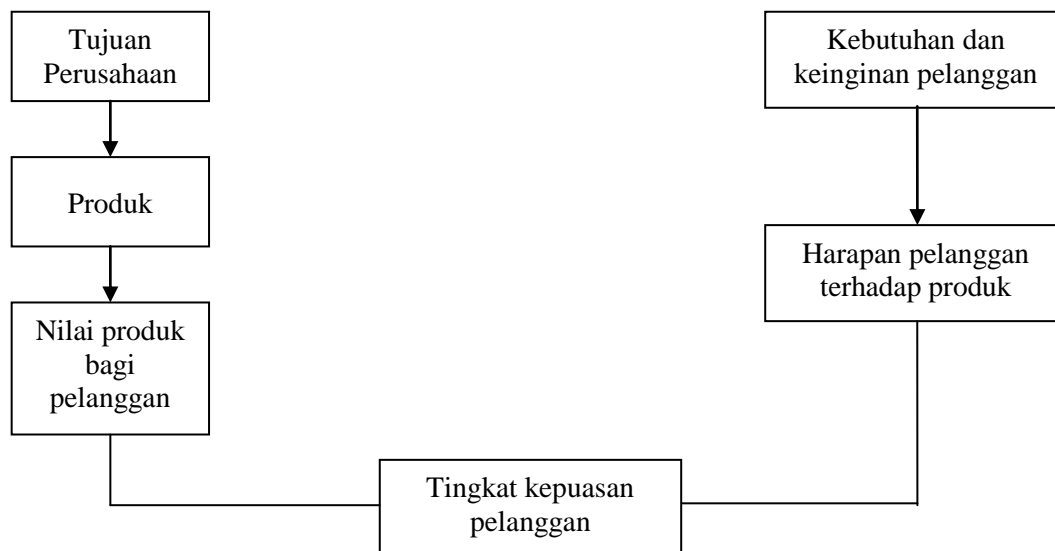 Tujuan
Perusahaan
Produk
Nilai produk
bagi
pelanggan
Kebutuhan dan
keinginan pelanggan
Harapan pelanggan
terhadap produk
Tingkat kepuasan
pelanggan